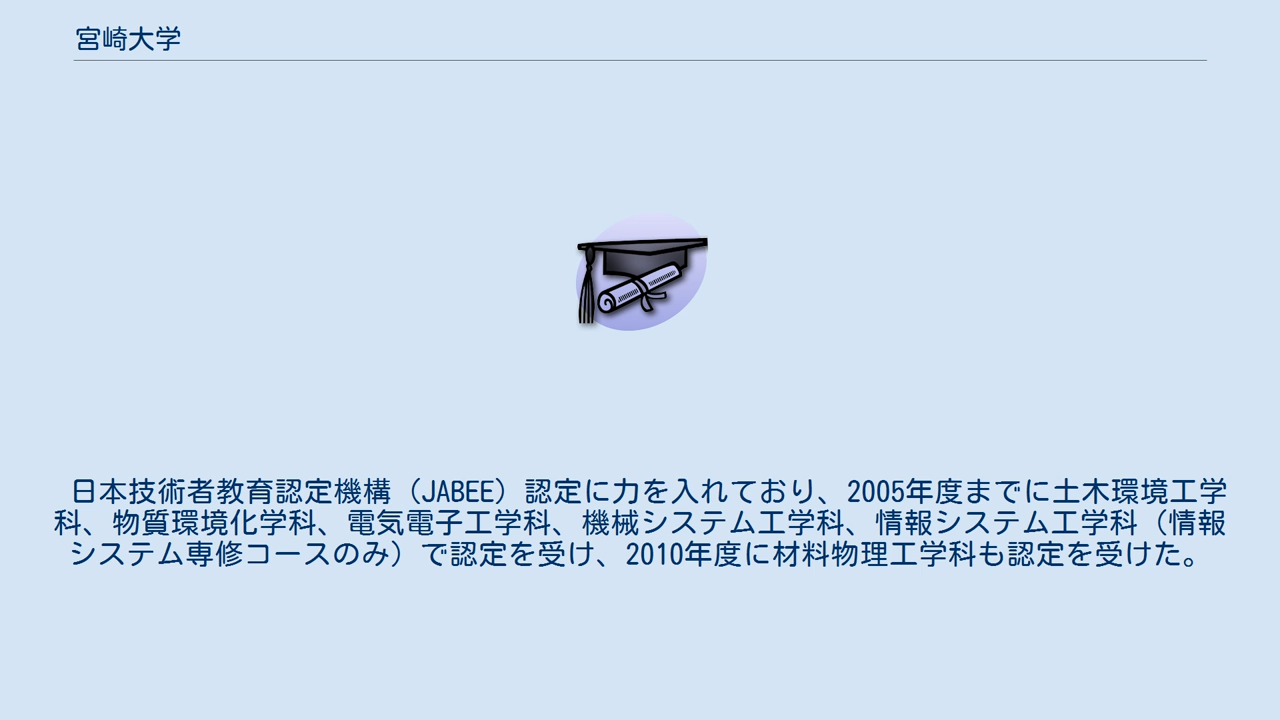 宮崎大学
日本技術者教育認定機構（JABEE）認定に力を入れており、2005年度までに土木環境工学
科、物質環境化学科、電気電子工学科、機械システム工学科、情報システム工学科（情報
システム専修コースのみ）で認定を受け、2010年度に材料物理工学科も認定を受けた。